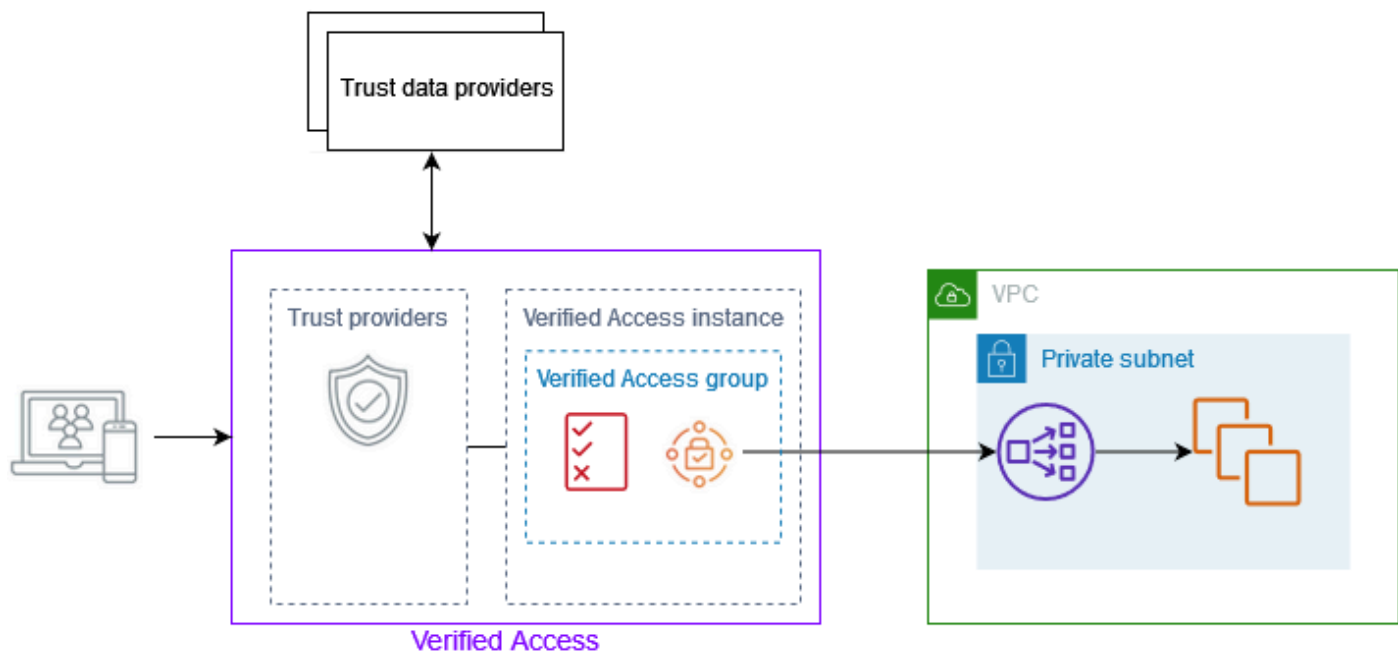 Trust data providers
Trust providers
Verified Access instance
Verified Access group
Verified Access
VPC
Private subnet